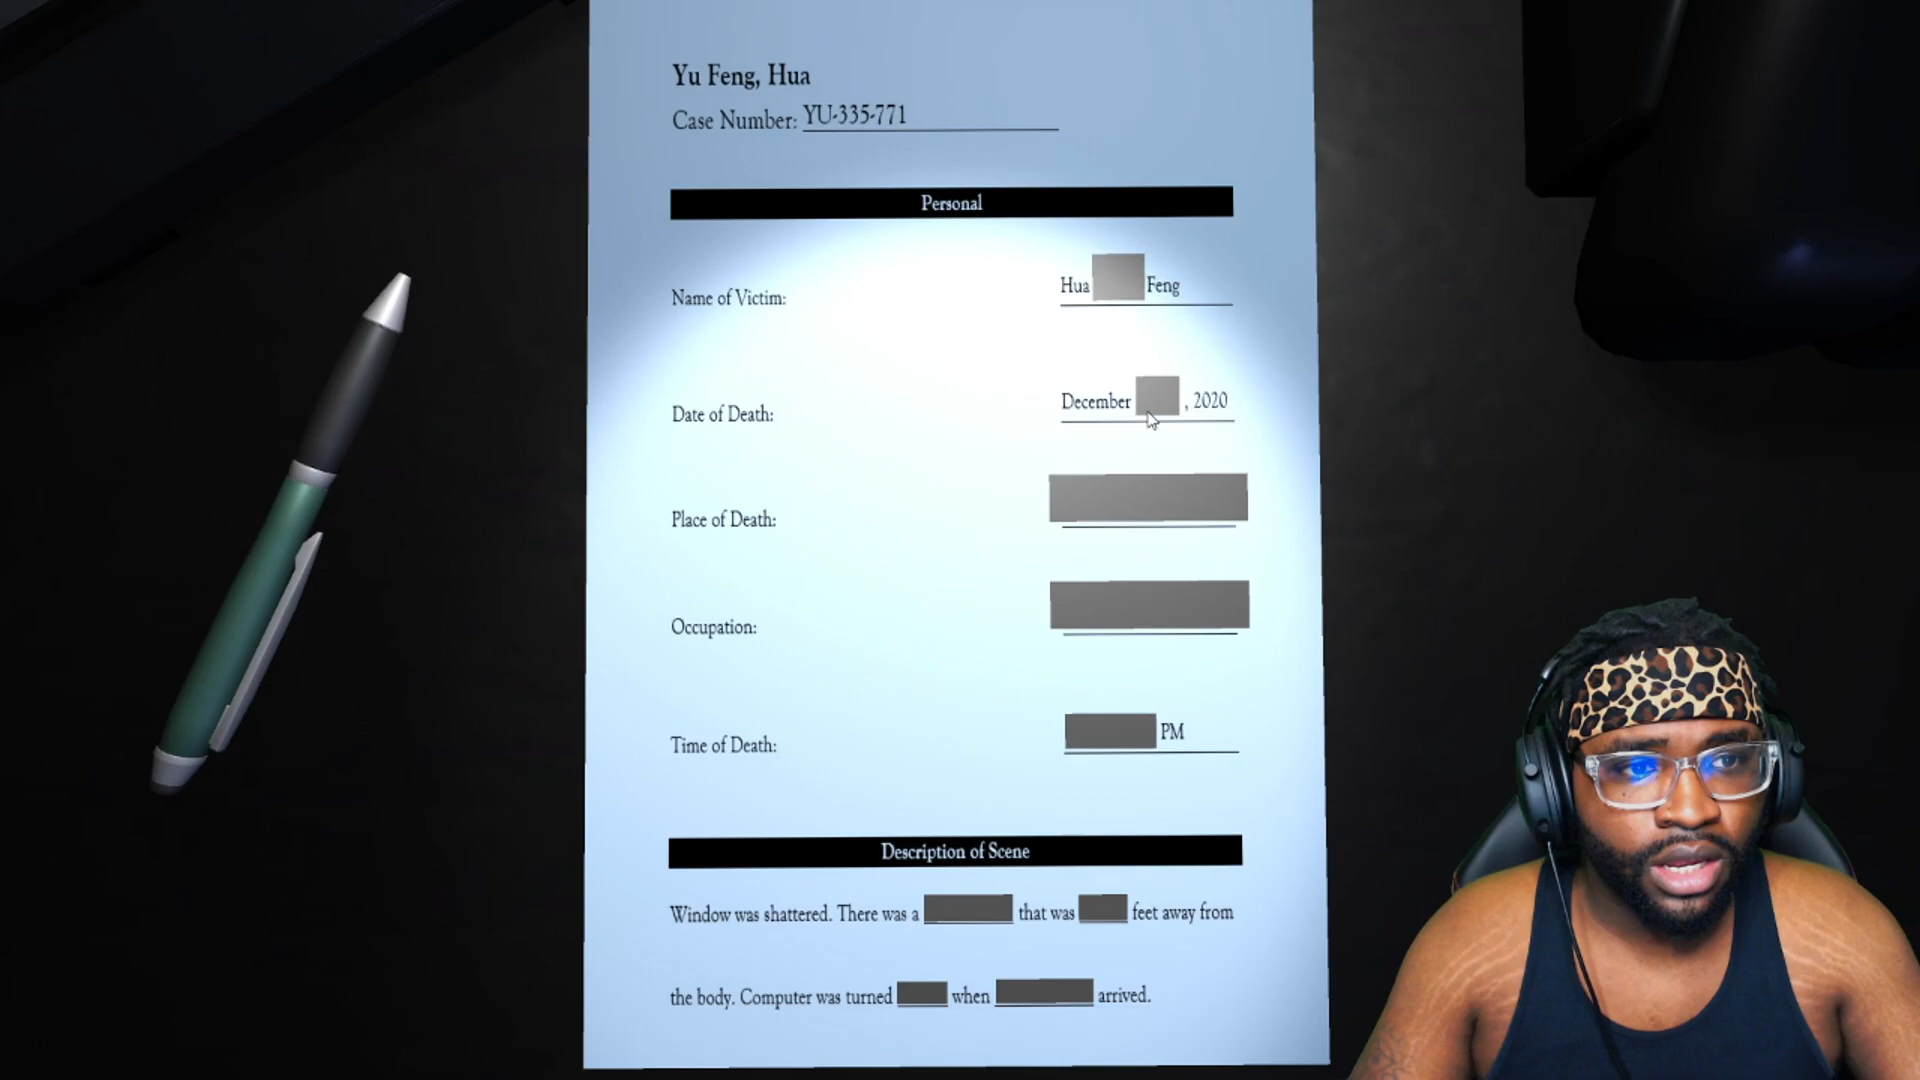 Yu Feng, Hua
Case Number: YU-335-771
Personal
Name of Victim: Hua Feng
Date of Death: December , 2020
Place of Death:
Occupation:
Time of Death: PM
Description of Scene
Window was shattered. There was a that was feet away from
the body. Computer was turned when arrived.